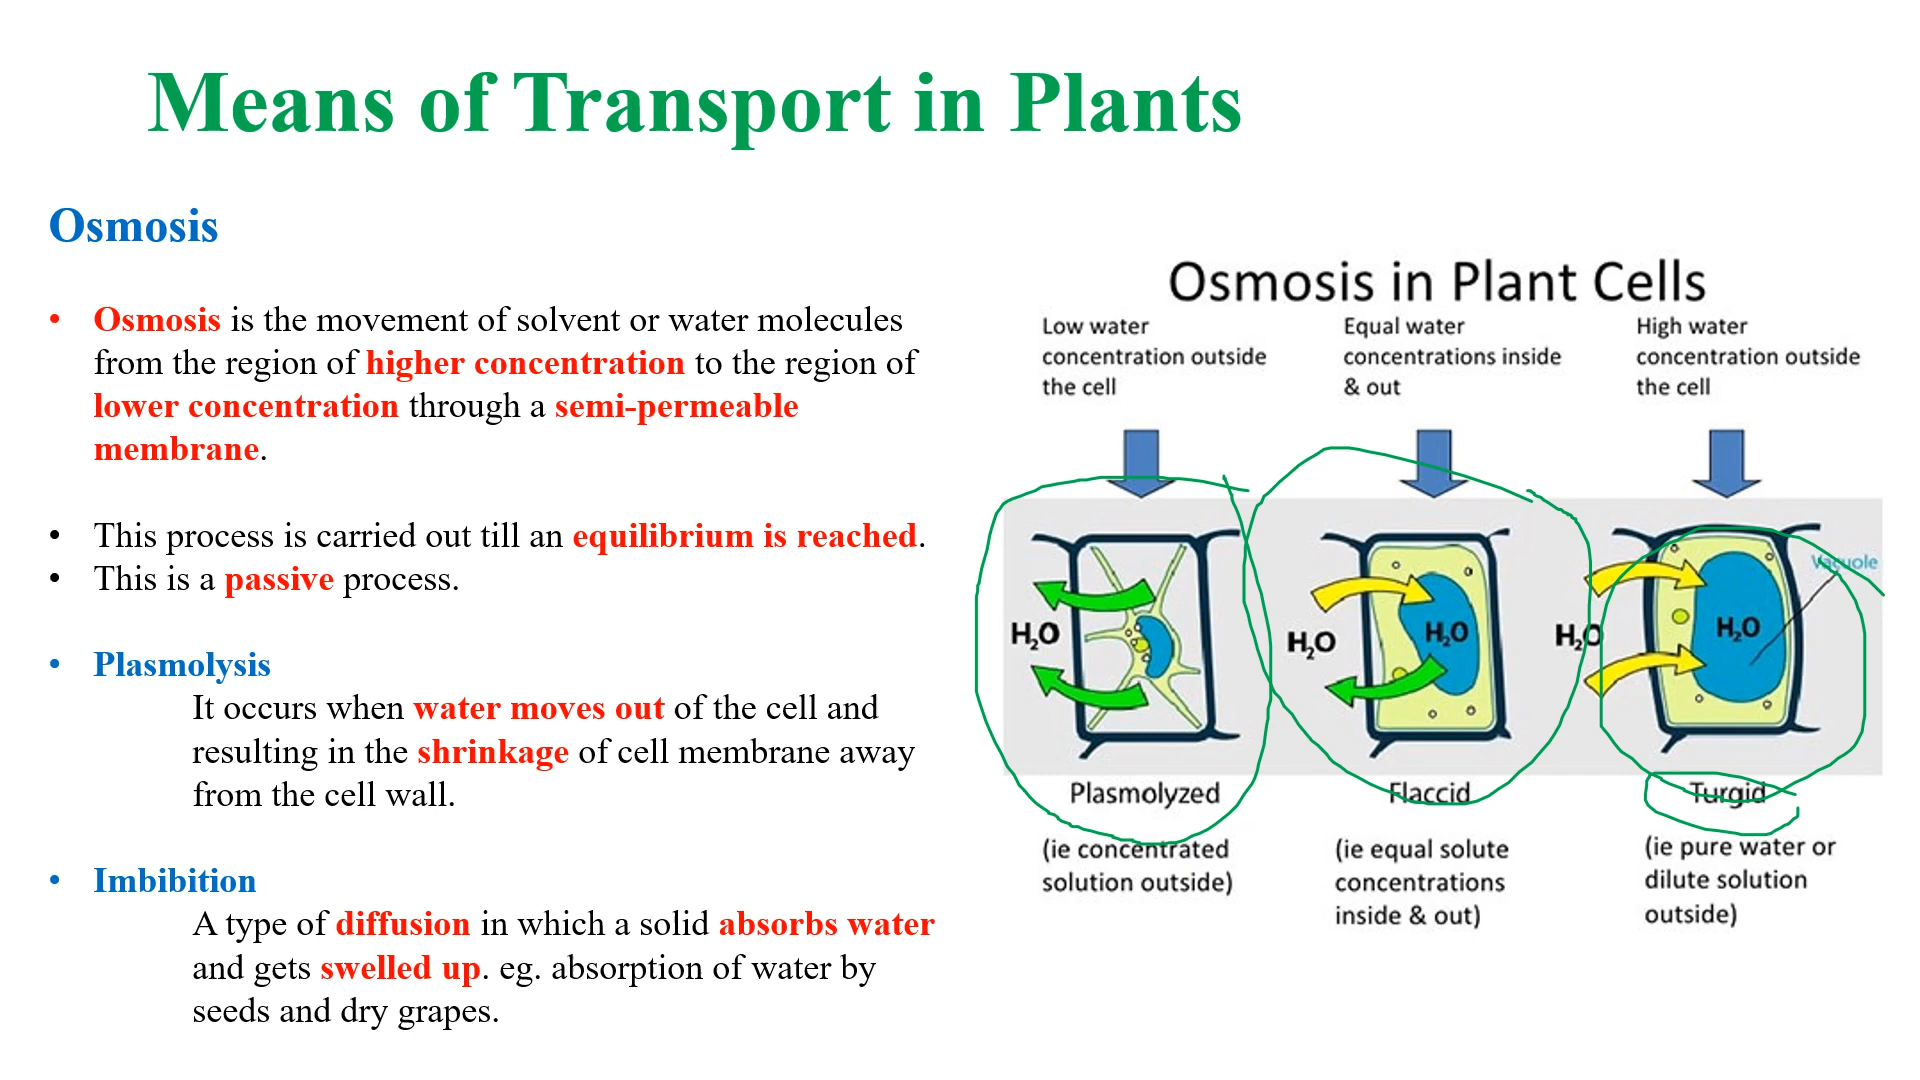 Means of Transport in Plants
Osmosis
• Osmosis is the movement of solvent or water molecules
from the region of higher concentration to the region of
lower concentration through a semi-permeable
membrane.
• This process is carried out till an equilibrium is reached.
• This is a passive process.
• Plasmolysis
It occurs when water moves out of the cell and
resulting in the shrinkage of cell membrane away
from the cell wall.
• Imbibition
A type of diffusion in which a solid absorbs water
and gets swelled up. eg. absorption of water by
seeds and dry grapes.
Osmosis in Plant Cells
Low water
concentration outside
the cell
Equal water
concentrations inside
& out
High water
concentration outside
the cell
H₂O
H₂O
H₂O
H₂O
H₂O
Vacuole
Plasmolyzed
Flaccid
Turgid
(ie concentrated
solution outside)
(ie equal solute
concentrations
inside & out)
(ie pure water or
dilute solution
outside)